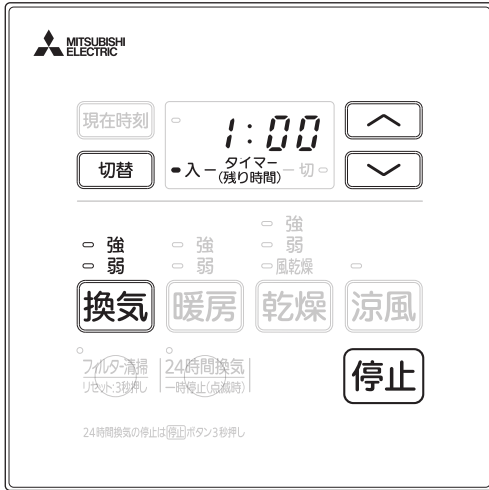 MITSUBISHI
ELECTRIC
現在時刻
1:00
切替
入 タイマー 切
(残り時間)
強
弱
強
弱
強
弱
風乾燥
換気 暖房 乾燥 涼風
フィルター清掃
リセット:3秒押し
24時間換気
一時停止(点滅時)
停止
24時間換気の停止は停止ボタン3秒押し